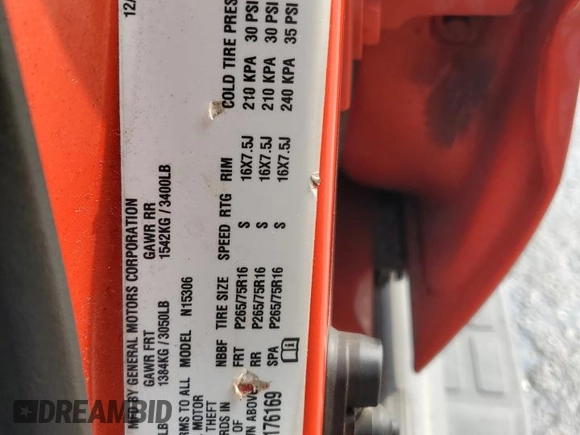 12/
MFD BY GENERAL MOTORS CORPORATION
GAWR FRT GAWR RR
1384KG / 3050LB 1542KG / 3400LB
RMS TO ALL
MODEL N15306
MOTOR
THEFT
RDS IN
OF
WN ABOVE
176169
NBBF TIRE SIZE SPEED RTG RIM COLD TIRE PRES
FRT P265/75R16 S 16X7.5J 210 KPA 30 PSI
RR P265/75R16 S 16X7.5J 210 KPA 30 PSI
SPA P265/75R16 S 16X7.5J 240 KPA 35 PSI
DREAMBID